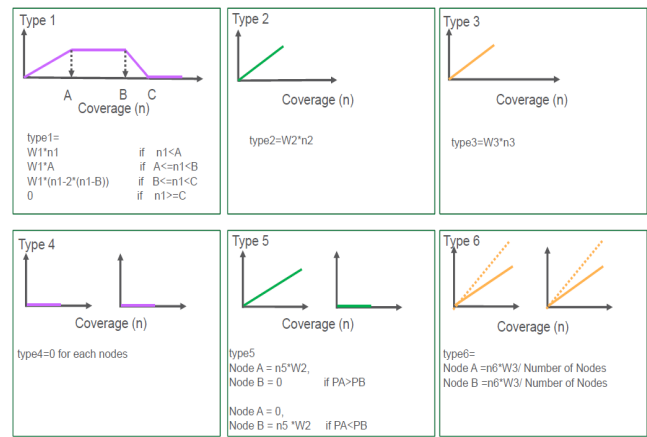 Type 1
A B C
Coverage (n)
type1=
W1*n1 if n1<A
W1*A if A<=n1<B
W1*(n1-2*(n1-B)) if B<=n1<C
0 if n1>=C
Type 2
Coverage (n)
type2=W2*n2
Type 3
Coverage (n)
type3=W3*n3
Type 4
Coverage (n)
type4=0 for each nodes
Type 5
Coverage (n)
type5
Node A = n5*W2,
Node B = 0 if PA>PB
Node A = 0,
Node B = n5 *W2 if PA<PB
Type 6
Coverage (n)
type6=
Node A =n6*W3/ Number of Nodes
Node B =n6*W3/ Number of Nodes